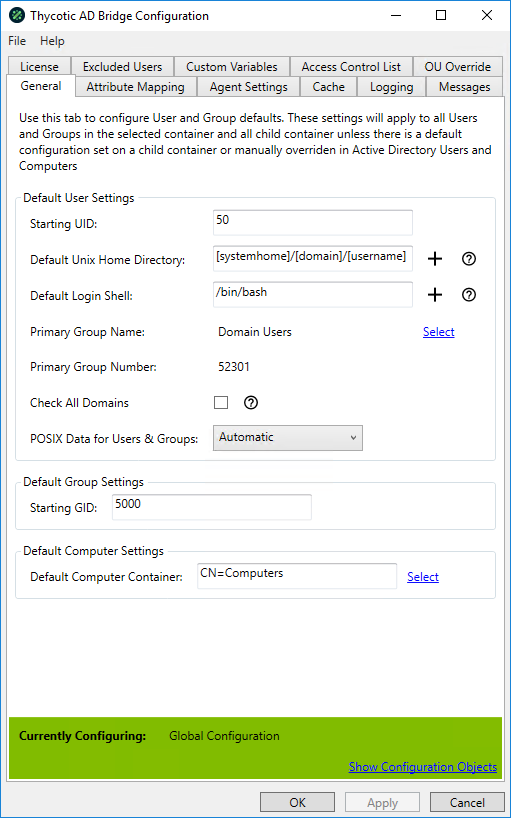 Thycotic AD Bridge Configuration
File Help
License Excluded Users Custom Variables Access Control List OU Override
General Attribute Mapping Agent Settings Cache Logging Messages
Use this tab to configure User and Group defaults. These settings will apply to all Users
and Groups in the selected container and all child container unless there is a default
configuration set on a child container or manually overriden in Active Directory Users and
Computers
Default User Settings
Starting UID: 50
Default Unix Home Directory: [systemhome]/[domain]/[username]
Default Login Shell: /bin/bash
Primary Group Name: Domain Users Select
Primary Group Number: 52301
Check All Domains
POSIX Data for Users & Groups: Automatic
Default Group Settings
Starting GID: 5000
Default Computer Settings
Default Computer Container: CN=Computers Select
Currently Configuring: Global Configuration
Show Configuration Objects
OK Apply Cancel